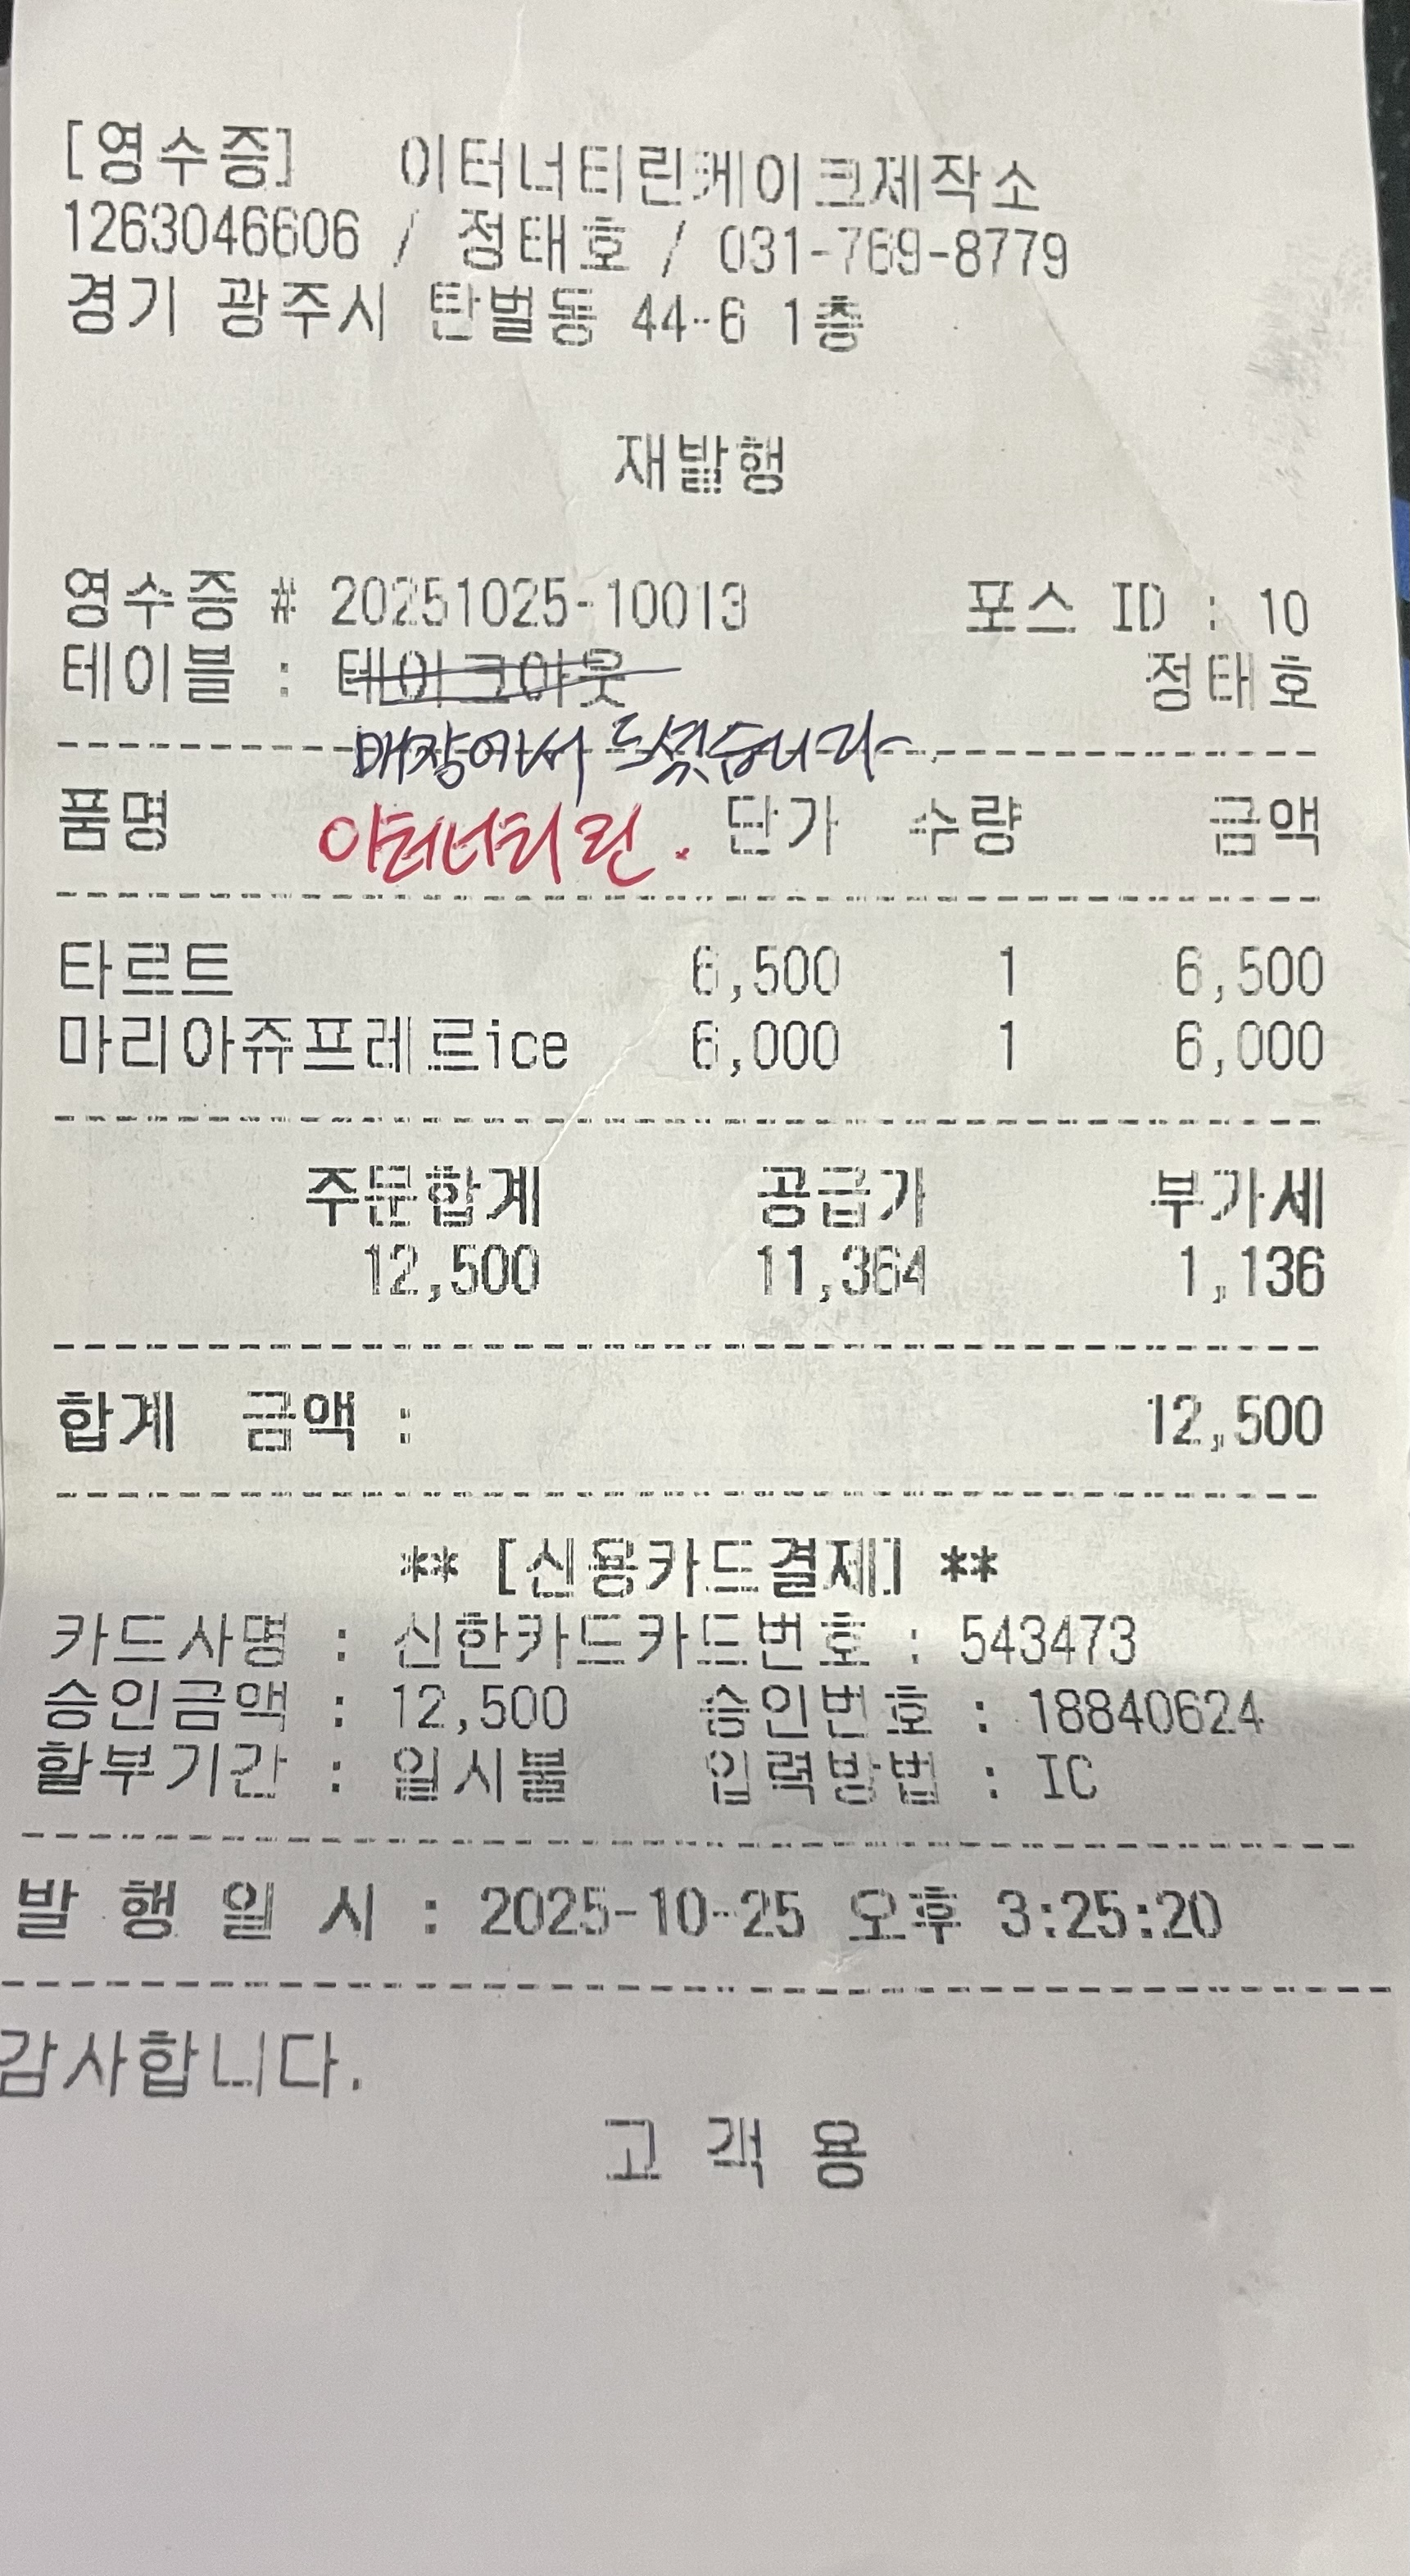 [영수증] 이터너티린케이크제작소
1263046606 / 정태호 / 031-769-8779
경기 광주시 탄벌동 44-6 1층
재발행
영수증 # 20251025-10013 포스 ID : 10
테이블 : 테이크아웃 정태호
매장에서 드셨습니다
품명 단가 수량 금액
이터너티린.
타르트 6,500 1 6,500
마리아쥬프레르ice 6,000 1 6,000
주문합계 공급가 부가세
12,500 11,364 1,136
합계 금액 : 12,500
** [신용카드결제] **
카드사명 : 신한카드카드번호 : 543473
승인금액 : 12,500 승인번호 : 18840624
할부기간 : 일시불 입력방법 : IC
발 행 일 시 : 2025-10-25 오후 3:25:20
감사합니다.
고 객 용